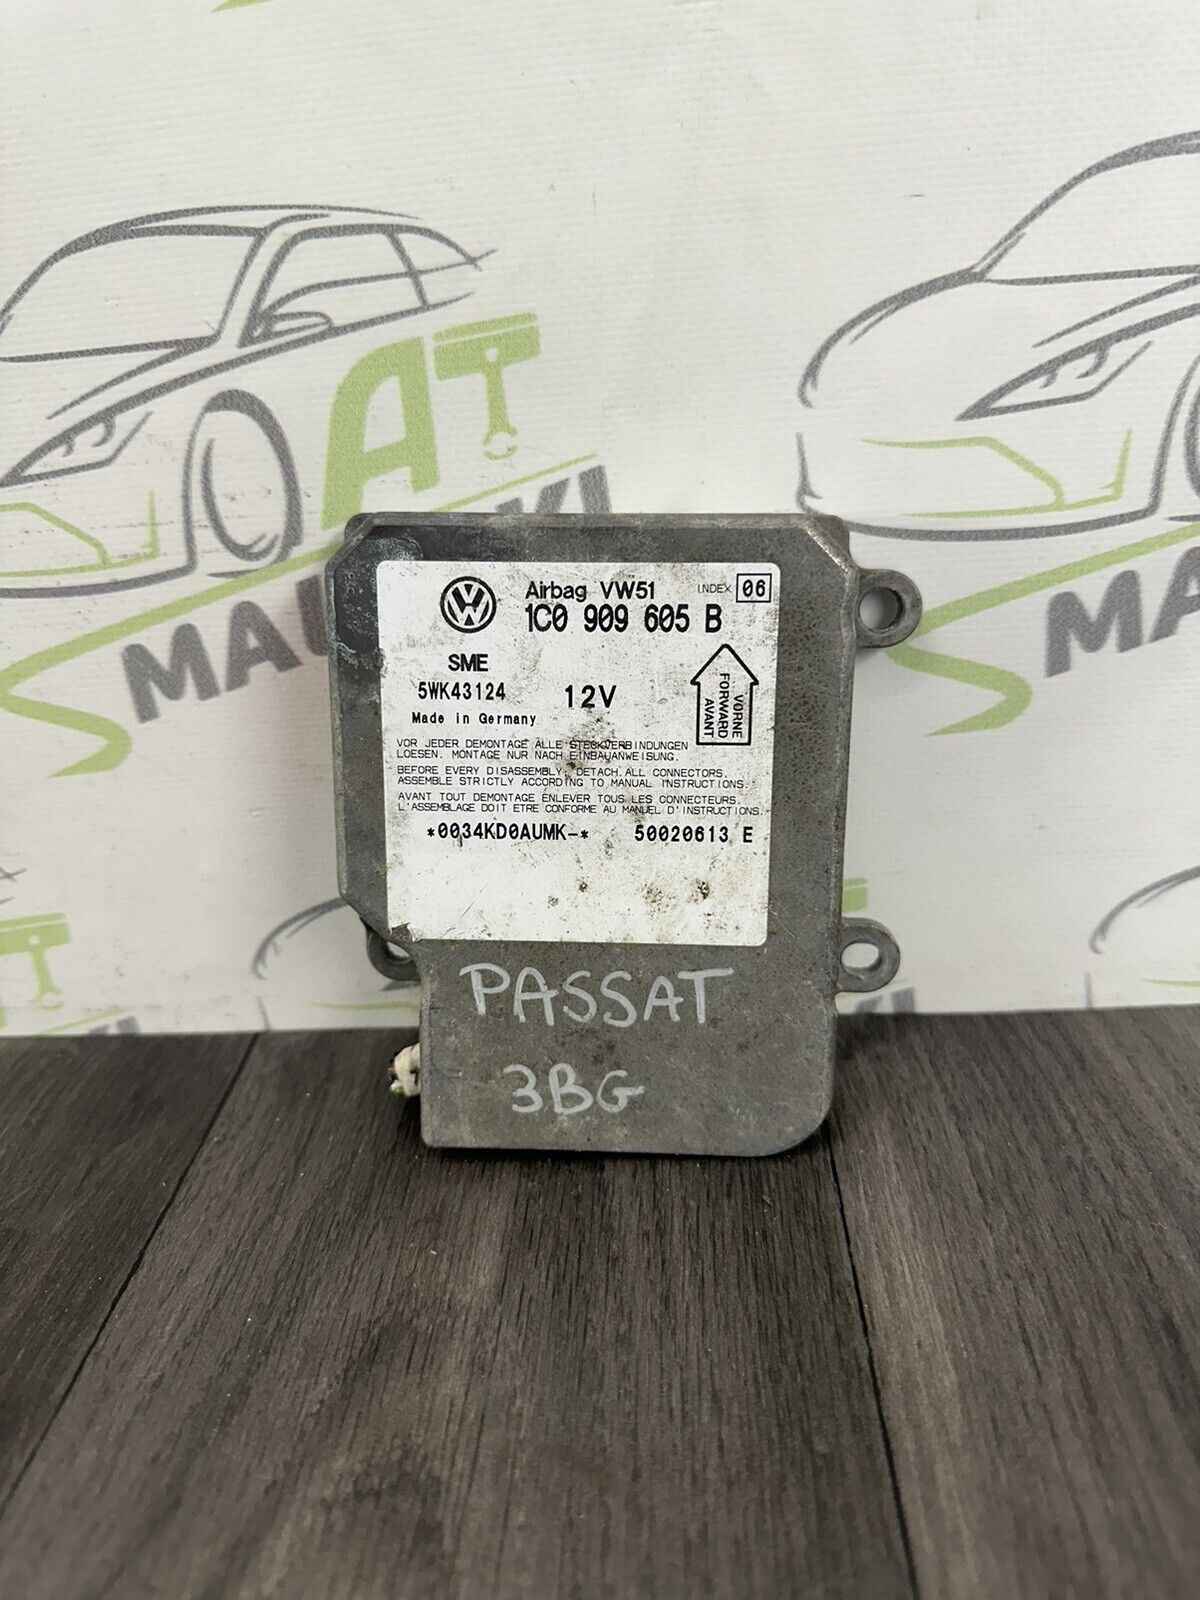 AT
AT
Airbag VW51 INDEX 06
1C0 909 605 B
SME
5WK43124 12V
Made in Germany
VORNE
FORWARD
AVANT
VOR JEDER DEMONTAGE ALLE STECKVERBINDUNGEN
LOESEN. MONTAGE NUR NACH EINBAUANWEISUNG.
BEFORE EVERY DISASSEMBLY, DETACH ALL CONNECTORS.
ASSEMBLE STRICTLY ACCORDING TO MANUAL INSTRUCTIONS.
AVANT TOUT DEMONTAGE ENLEVER TOUS LES CONNECTEURS.
L'ASSEMBLAGE DOIT ETRE CONFORME AU MANUEL D'INSTRUCTIONS.
*0034KD0AUMK-* 50020613 E
PASSAT
3BG